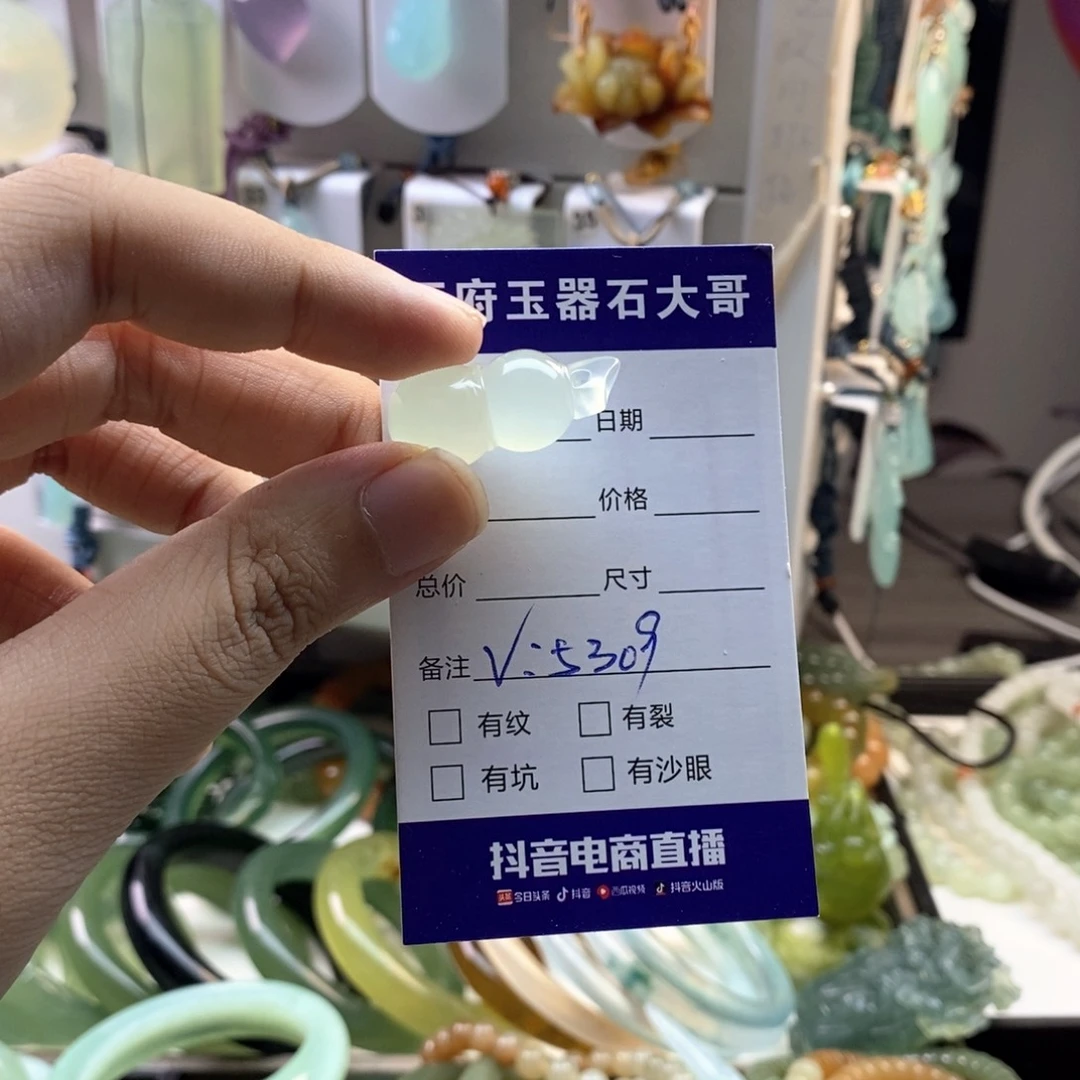 府玉器石大哥
日期
价格
总价 尺寸
备注 V:5309
有纹 有裂
有坑 有沙眼
抖音电商直播
头条 今日头条 抖音 西瓜视频 抖音火山版